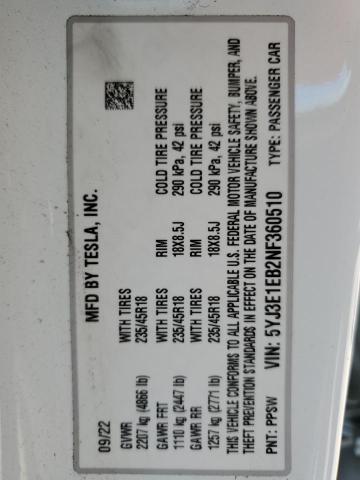 MFD BY TESLA, INC.
09/22
GVWR WITH TIRES RIM COLD TIRE PRESSURE
2207 kg (4866 lb) 235/45R18 18X8.5J 290 kPa, 42 psi
GAWR FRT
1110 kg (2447 lb)
GAWR RR WITH TIRES RIM COLD TIRE PRESSURE
1257 kg (2771 lb) 235/45R18 18X8.5J 290 kPa, 42 psi
THIS VEHICLE CONFORMS TO ALL APPLICABLE U.S. FEDERAL MOTOR VEHICLE SAFETY, BUMPER, AND
THEFT PREVENTION STANDARDS IN EFFECT ON THE DATE OF MANUFACTURE SHOWN ABOVE.
PNT: PPSW VIN: 5YJ3E1EB2NF360510 TYPE: PASSENGER CAR